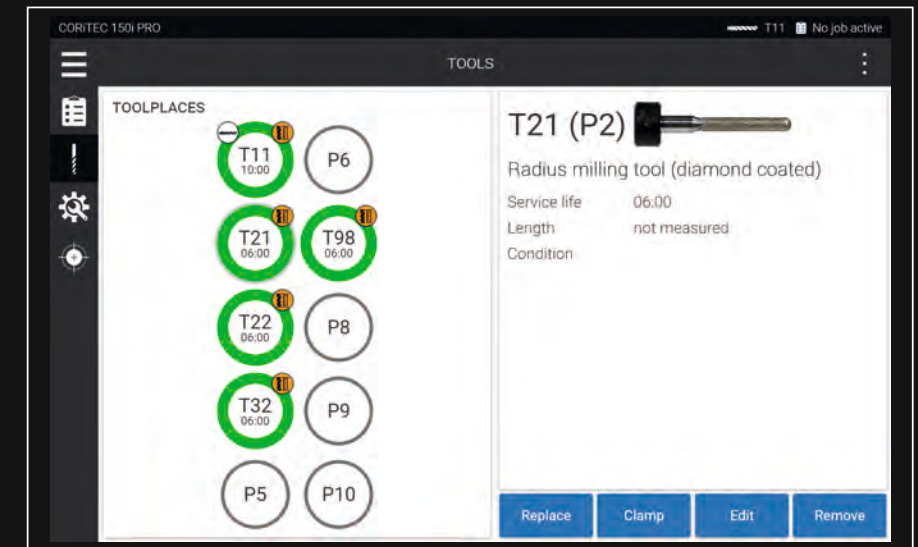 CORiTEC 150i PRO T11 No job active
TOOLS
TOOLPLACES
T11
10:00
P6
T21
06:00
T98
06:00
T22
06:00
P8
T32
06:00
P9
P5
P10
T21 (P2)
Radius milling tool (diamond coated)
Service life 06:00
Length not measured
Condition
Replace Clamp Edit Remove